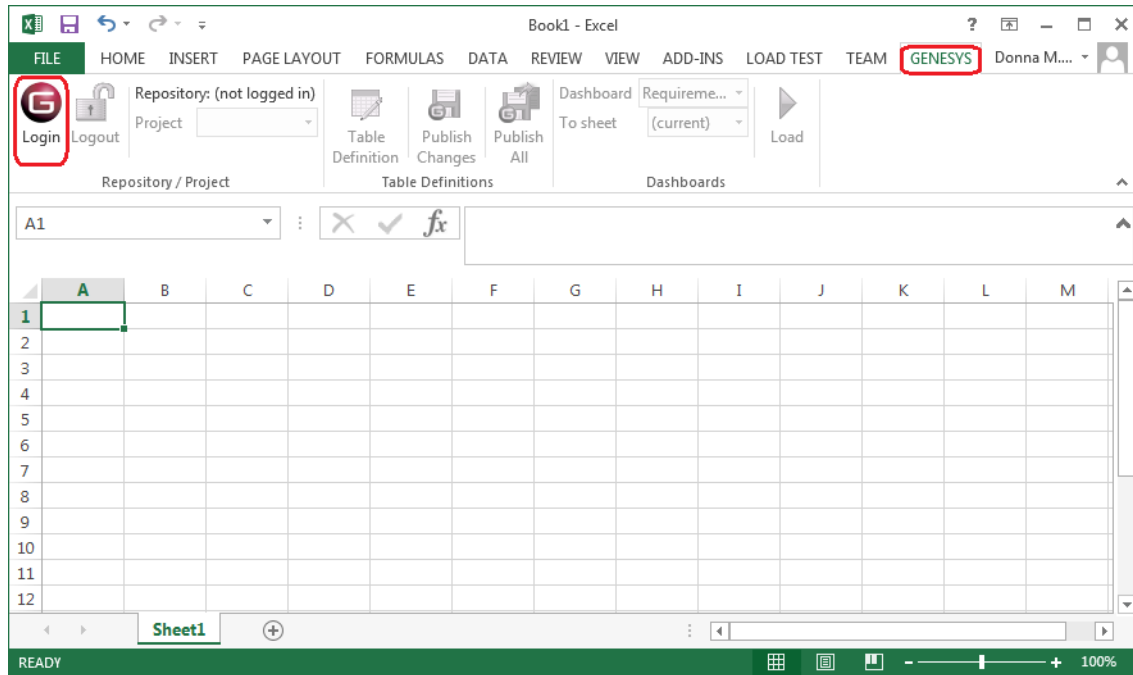 Book1 - Excel
?
FILE HOME INSERT PAGE LAYOUT FORMULAS DATA REVIEW VIEW ADD-INS LOAD TEST TEAM GENESYS Donna M....
Login Logout
Repository: (not logged in)
Project
Repository / Project
Table Definition
Publish Changes
Publish All
Table Definitions
Dashboard Requireme...
To sheet (current)
Load
Dashboards
A1
fx
A B C D E F G H I J K L M
1
2
3
4
5
6
7
8
9
10
11
12
Sheet1
READY
100%